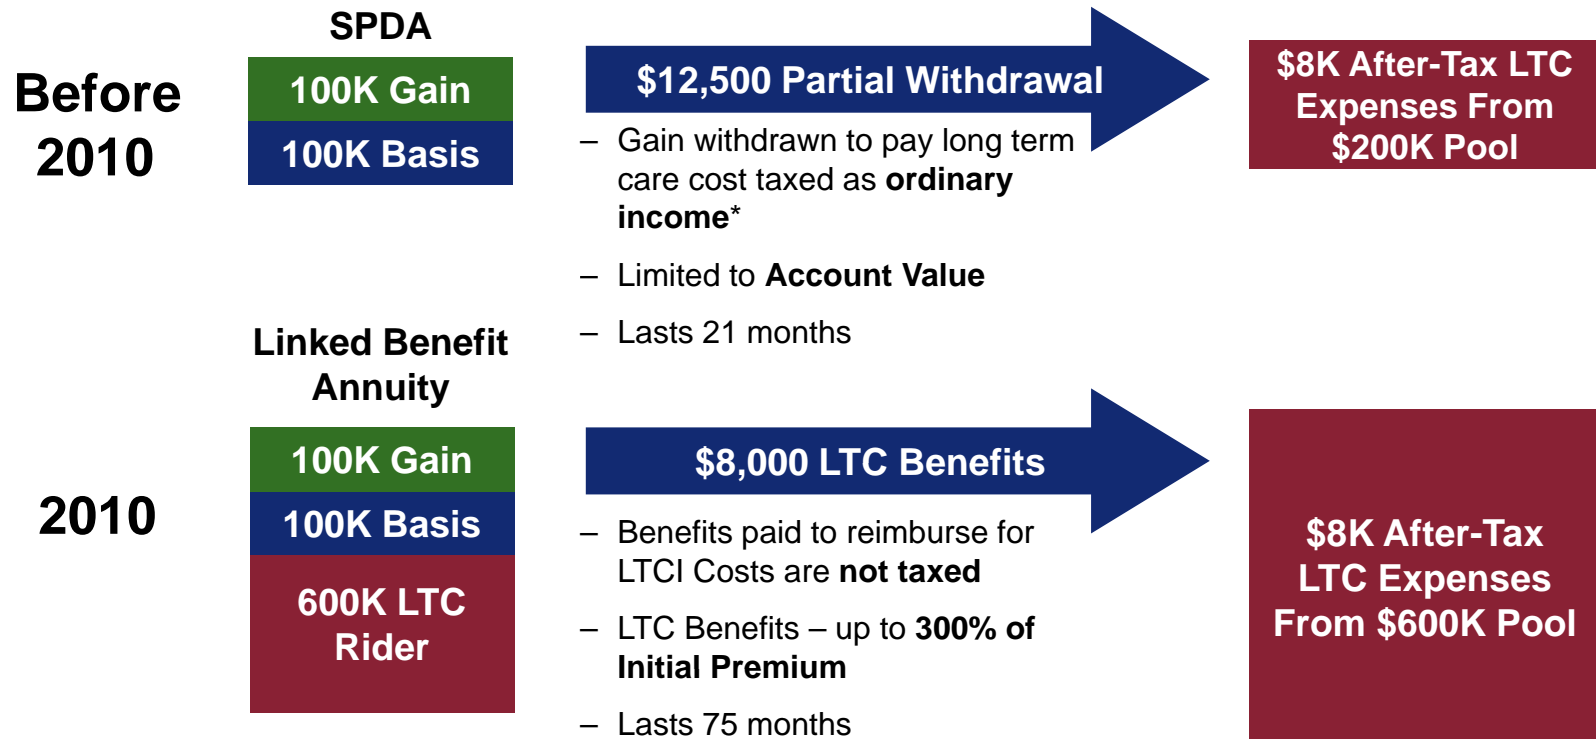 Before
2010
SPDA
100K Gain
100K Basis
$12,500 Partial Withdrawal
– Gain withdrawn to pay long term
care cost taxed as ordinary
income*
– Limited to Account Value
– Lasts 21 months
$8K After-Tax LTC
Expenses From
$200K Pool
2010
Linked Benefit
Annuity
100K Gain
100K Basis
600K LTC
Rider
$8,000 LTC Benefits
– Benefits paid to reimburse for
LTCI Costs are not taxed
– LTC Benefits – up to 300% of
Initial Premium
– Lasts 75 months
$8K After-Tax
LTC Expenses
From $600K Pool